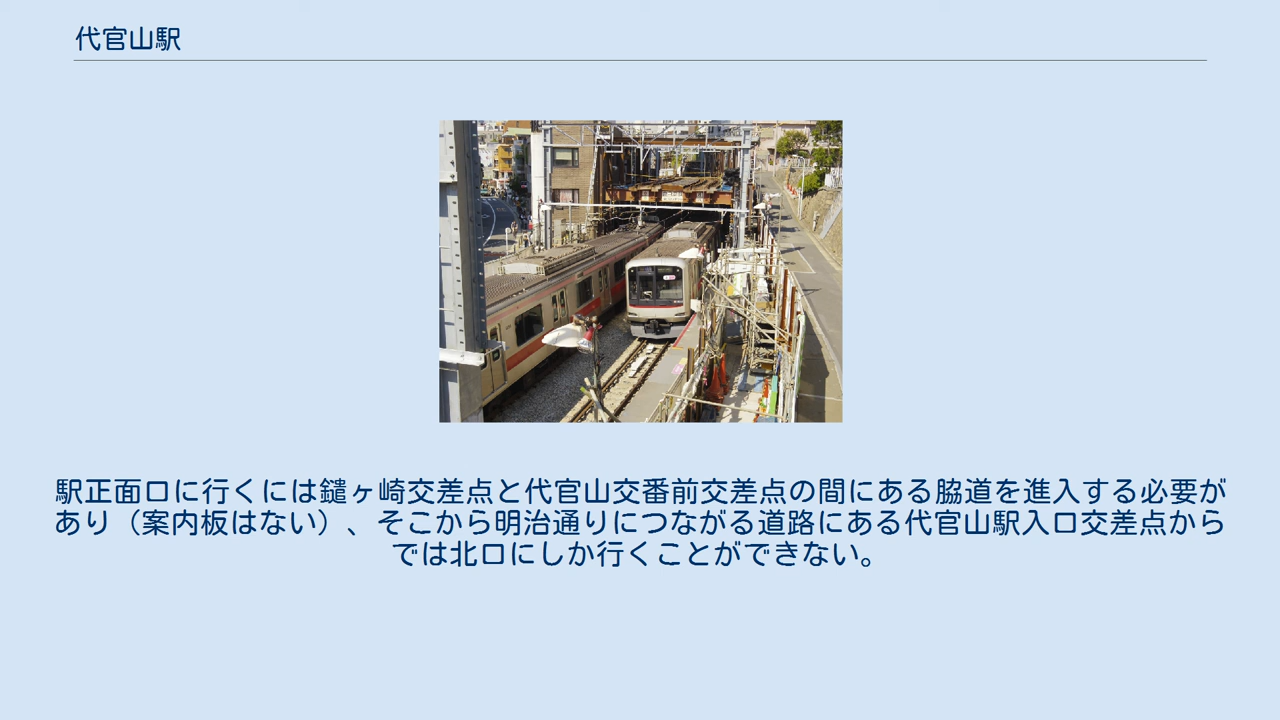 代官山駅
駅正面口に行くには鑓ヶ崎交差点と代官山交番前交差点の間にある脇道を進入する必要が
あり（案内板はない）、そこから明治通りにつながる道路にある代官山駅入口交差点から
では北口にしか行くことができない。